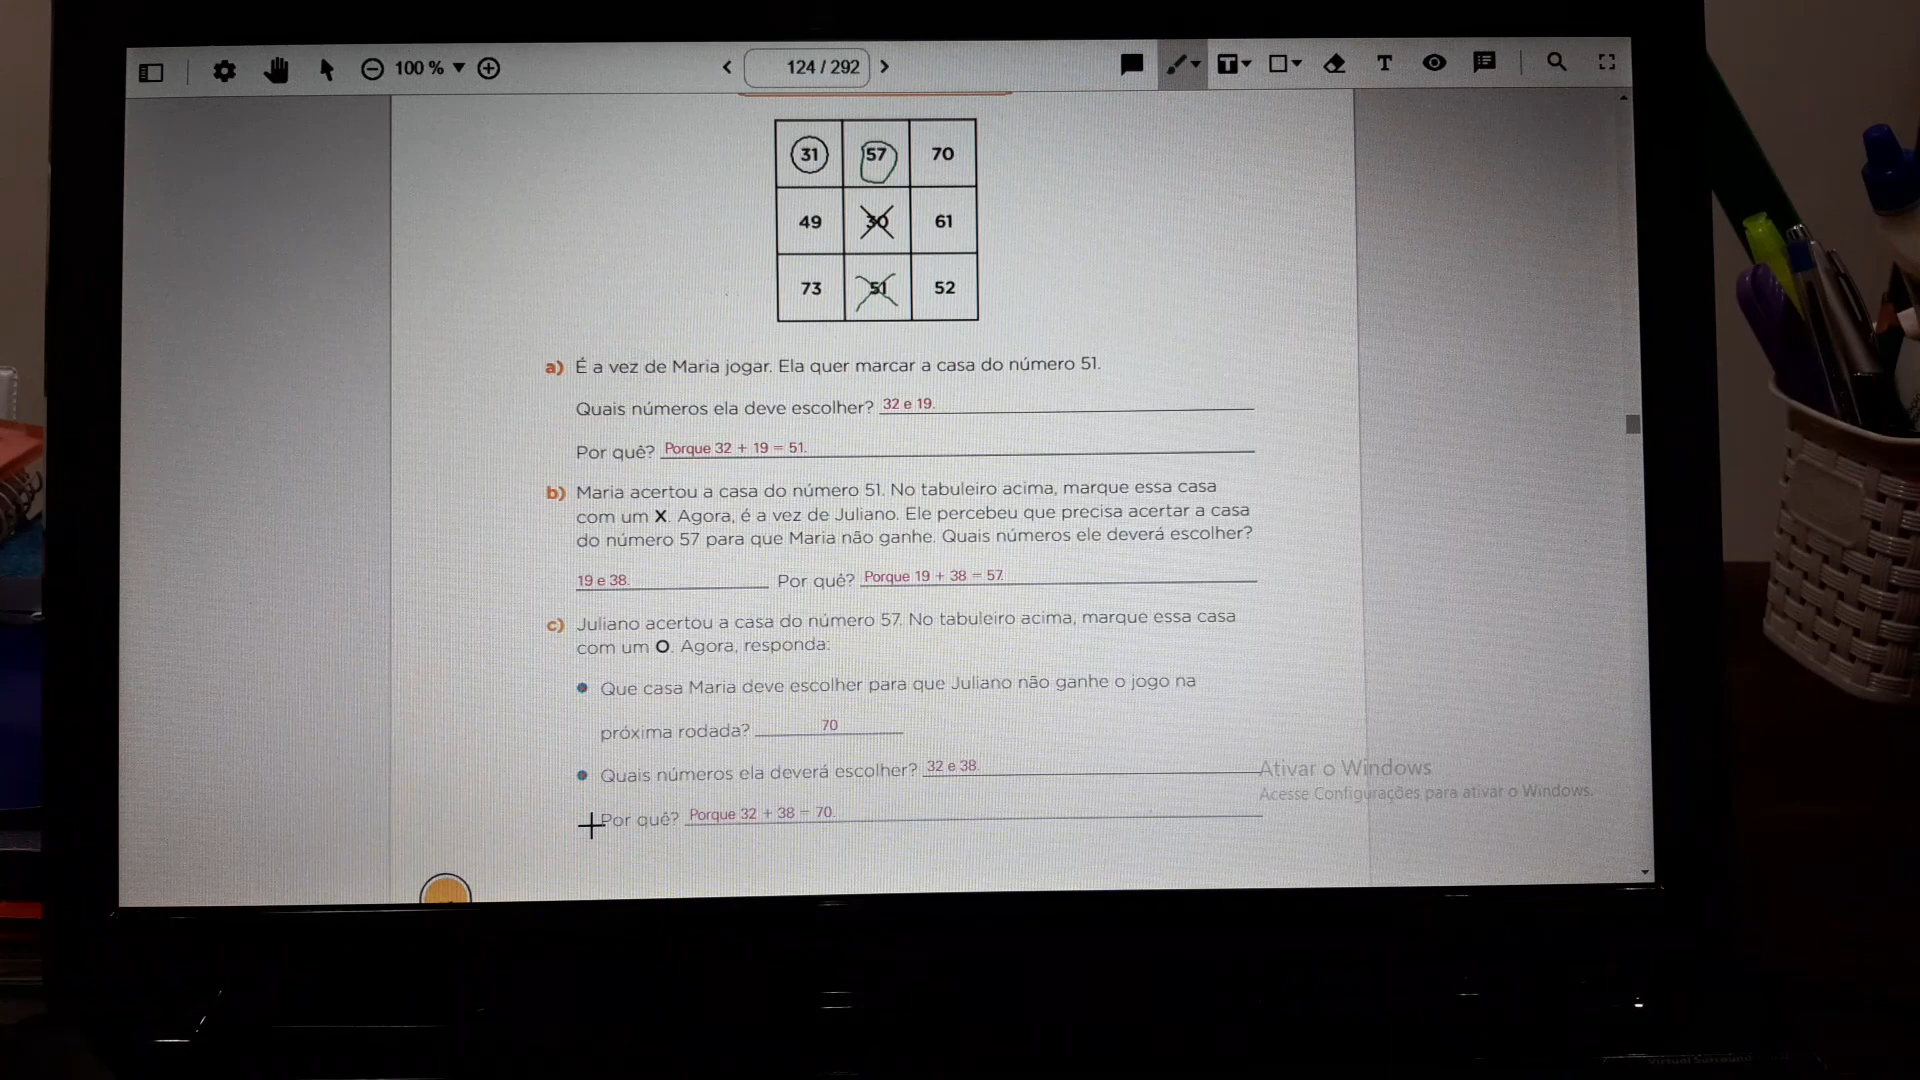 100 %
124 / 292
31 57 70
49 30 61
73 51 52
a) É a vez de Maria jogar. Ela quer marcar a casa do número 51.
Quais números ela deve escolher? 32 e 19.
Por quê? Porque 32 + 19 = 51.
b) Maria acertou a casa do número 51. No tabuleiro acima, marque essa casa
com um X. Agora, é a vez de Juliano. Ele percebeu que precisa acertar a casa
do número 57 para que Maria não ganhe. Quais números ele deverá escolher?
19 e 38. Por quê? Porque 19 + 38 = 57.
c) Juliano acertou a casa do número 57. No tabuleiro acima, marque essa casa
com um O. Agora, responda:
• Que casa Maria deve escolher para que Juliano não ganhe o jogo na
próxima rodada? 70
• Quais números ela deverá escolher? 32 e 38.
Por quê? Porque 32 + 38 = 70.
Ativar o Windows
Acesse Configurações para ativar o Windows.